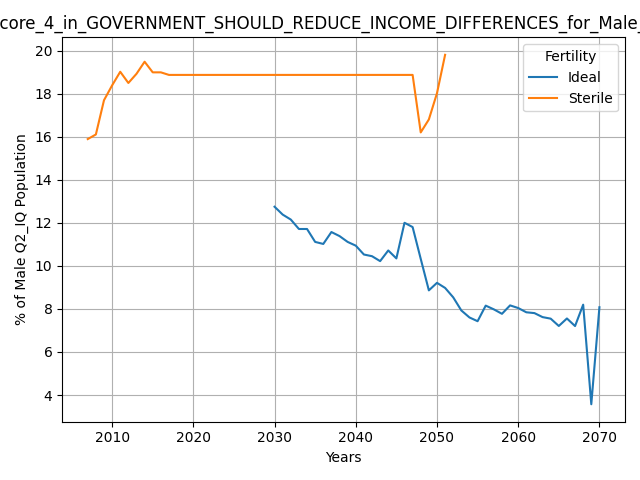 core_4_in_GOVERNMENT_SHOULD_REDUCE_INCOME_DIFFERENCES_for_Male_
% of Male Q2_IQ Population
20
18
16
14
12
10
8
6
4
Fertility
Ideal
Sterile
2010 2020 2030 2040 2050 2060 2070
Years